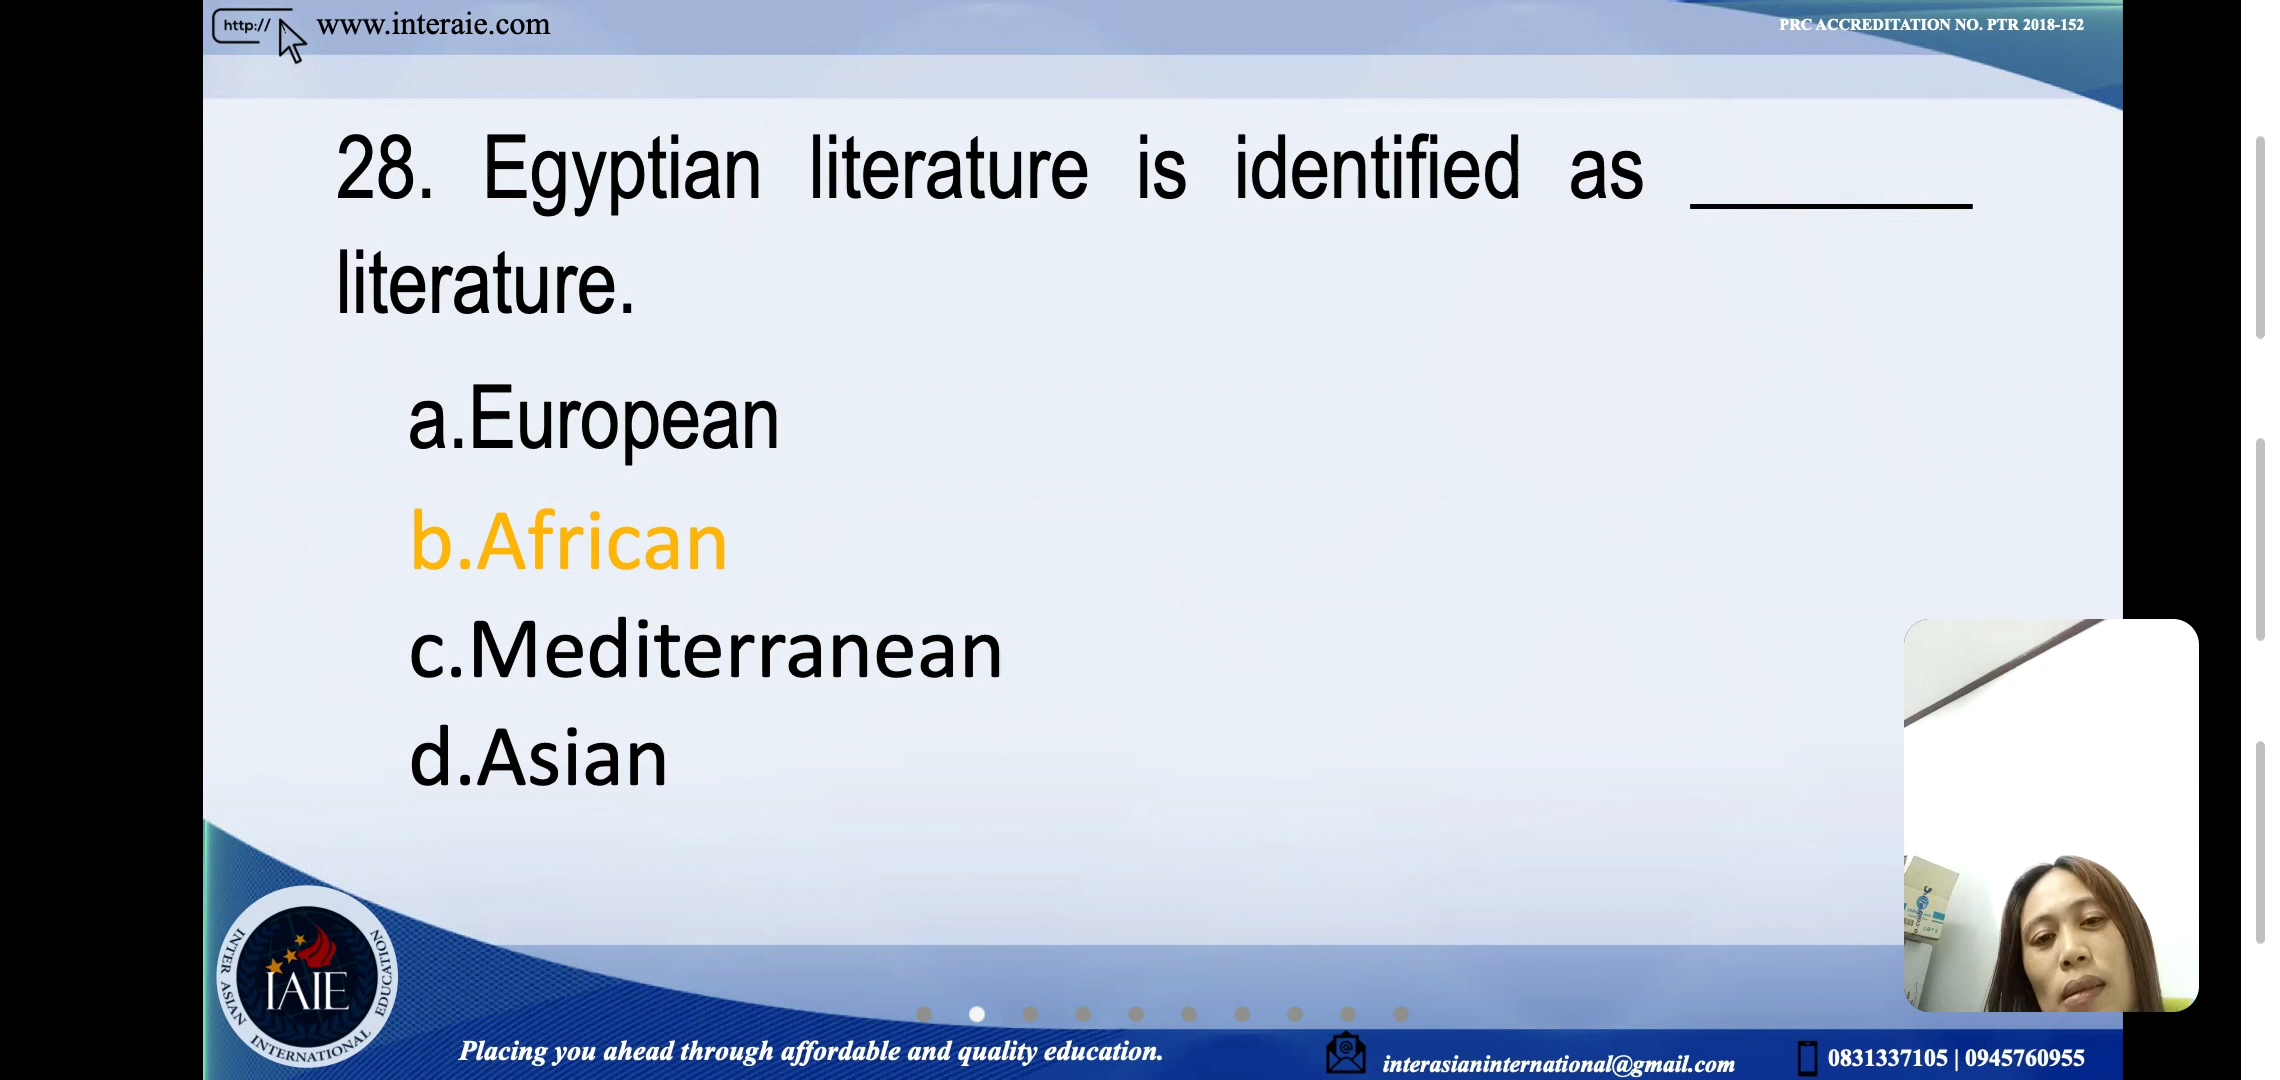 http:// www.interaie.com
PRC ACCREDITATION NO. PTR 2018-152
28. Egyptian literature is identified as ________
literature.
a.European
b.African
c.Mediterranean
d.Asian
INTER ASIAN INTERNATIONAL EDUCATION
IAIE
Placing you ahead through affordable and quality education.
interasianinternational@gmail.com
0831337105 | 0945760955